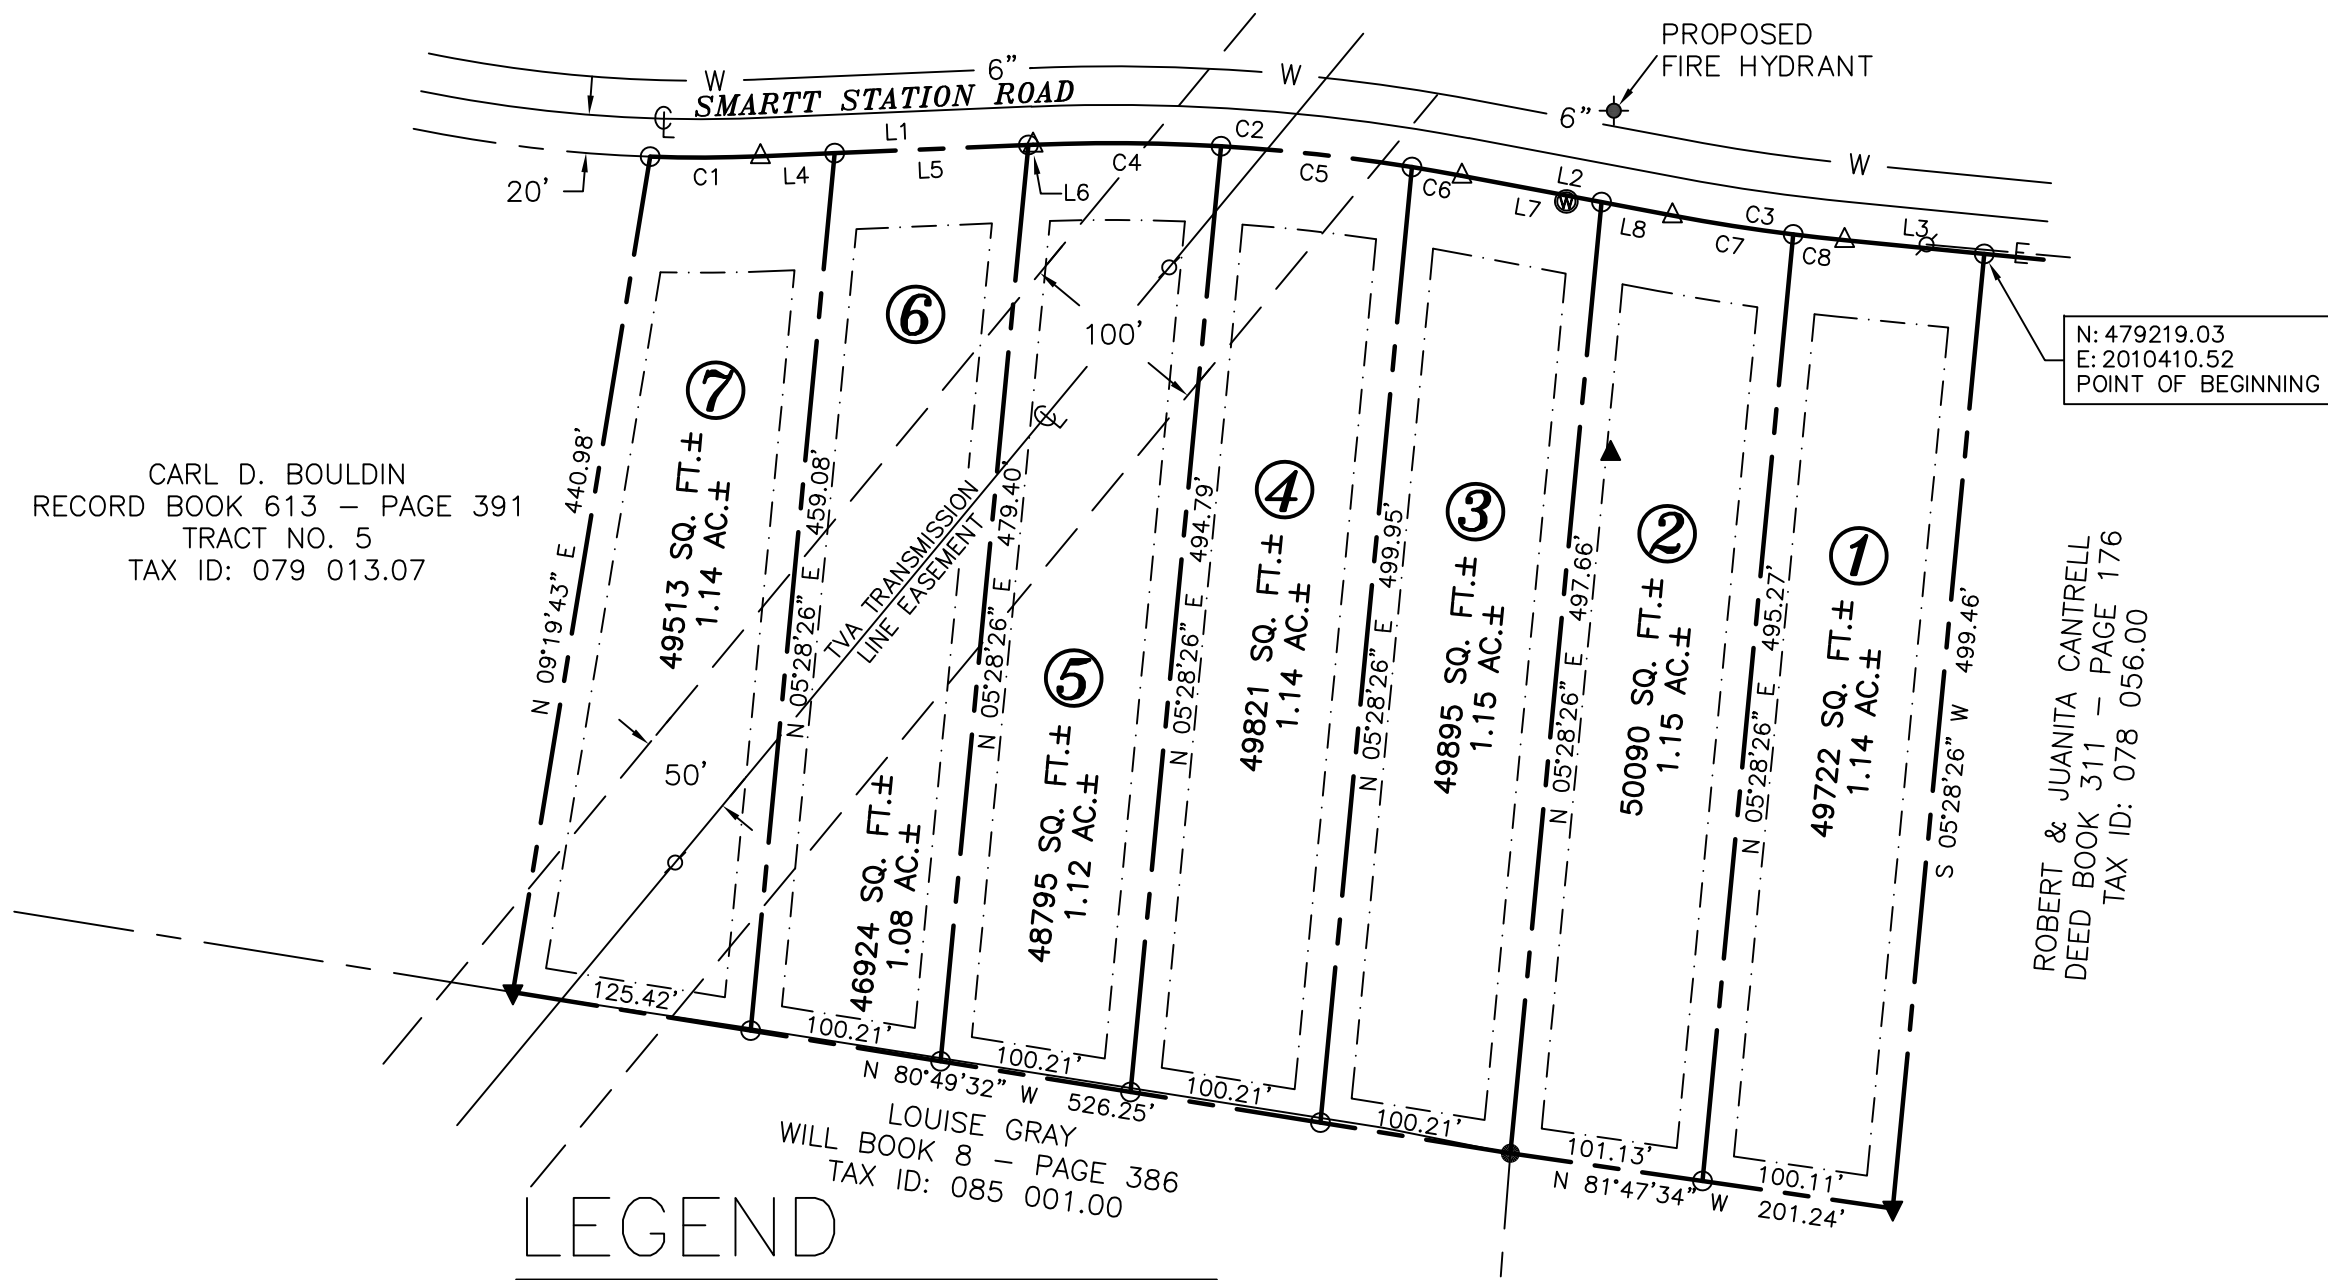 PROPOSED
FIRE HYDRANT
W
6”
W
6”
W
SMARTT STATION ROAD
℄
20’
L1
C2
C1
L4
L5
L6
C4
C5
C6
L2
L7
W
L8
C3
C7
L3
C8
E
N: 479219.03
E: 2010410.52
POINT OF BEGINNING
CARL D. BOULDIN
RECORD BOOK 613 – PAGE 391
TRACT NO. 5
TAX ID: 079 013.07
100’
℄
TVA TRANSMISSION
LINE EASEMENT
50’
N 09°19’43” E 440.98’
7
49513 SQ. FT.±
1.14 AC.±
N 05°28’26” E 459.08’
6
46924 SQ. FT.±
1.08 AC.±
N 05°28’26” E 479.40’
5
48795 SQ. FT.±
1.12 AC.±
N 05°28’26” E 494.79’
4
49821 SQ. FT.±
1.14 AC.±
N 05°28’26” E 499.95’
3
49895 SQ. FT.±
1.15 AC.±
N 05°28’26” E 497.66’
2
50090 SQ. FT.±
1.15 AC.±
N 05°28’26” E 495.27’
1
49722 SQ. FT.±
1.14 AC.±
S 05°28’26” W 499.46’
ROBERT & JUANITA CANTRELL
DEED BOOK 311 – PAGE 176
TAX ID: 078 056.00
125.42’
100.21’
100.21’
100.21’
100.21’
101.13’
100.11’
N 80°49’32” W 526.25’
N 81°47’34” W 201.24’
LOUISE GRAY
WILL BOOK 8 – PAGE 386
TAX ID: 085 001.00
LEGEND